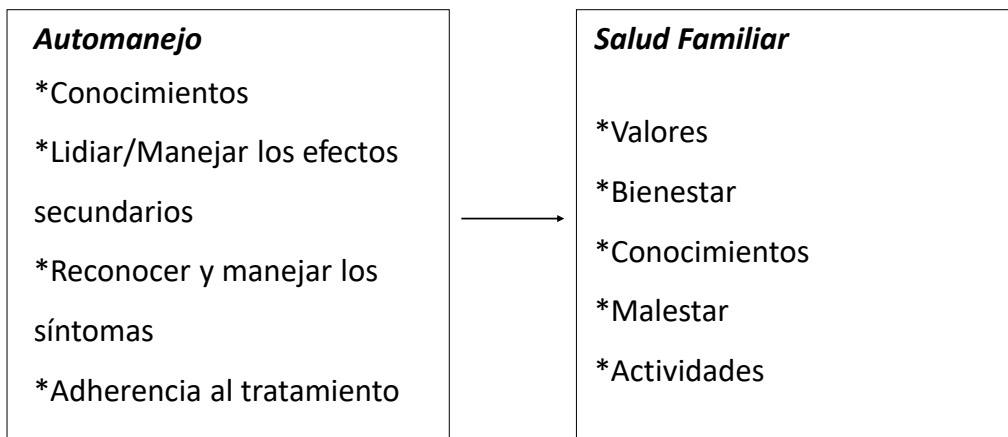 Automanejo
*Conocimientos
*Lidiar/Manejar los efectos
secundarios
*Reconocer y manejar los
síntomas
*Adherencia al tratamiento
Salud Familiar
*Valores
*Bienestar
*Conocimientos
*Malestar
*Actividades